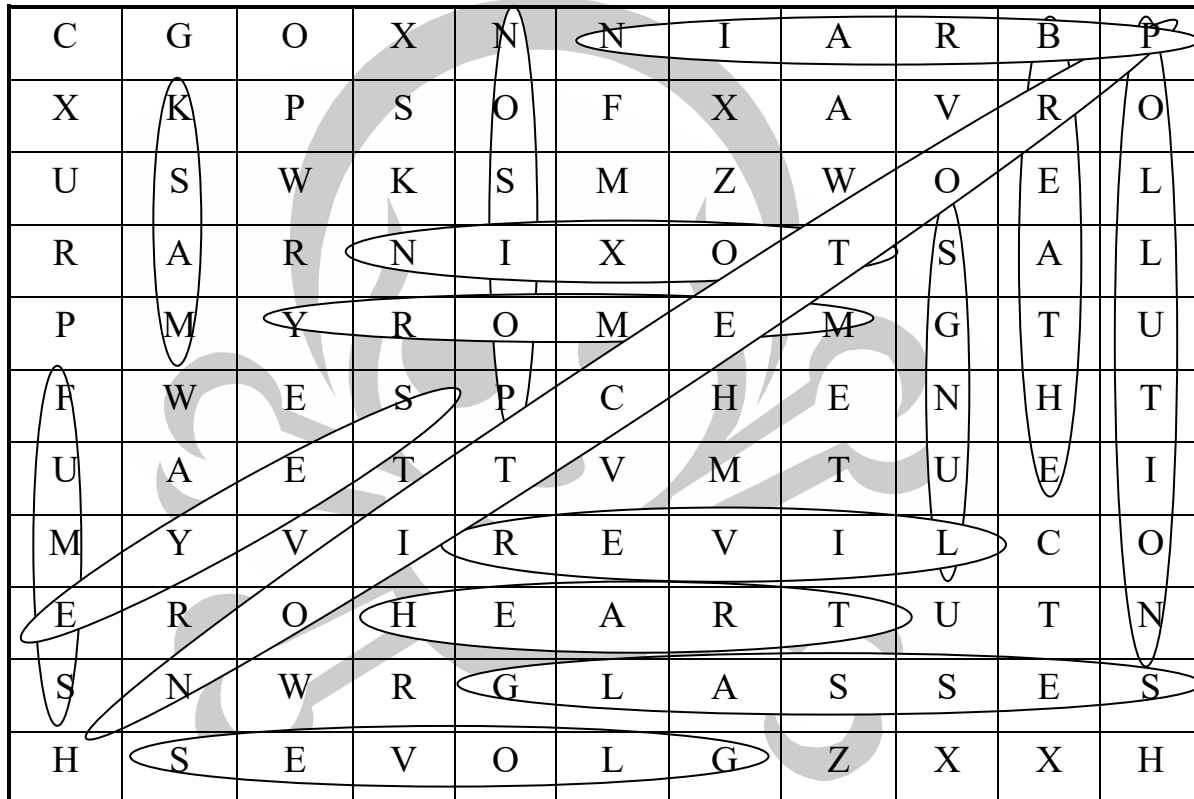 C G O X N N I A R B P
X K P S O F X A V R O
U S W K S M Z W O E L
R A R N I X O T S A L
P M Y R O M E M G T U
F W E S P C H E N H T
U A E T T V M T U E I
M Y V I R E V I L C O
E R O H E A R T U T N
S N W R G L A S S E S
H S E V O L G Z X X H